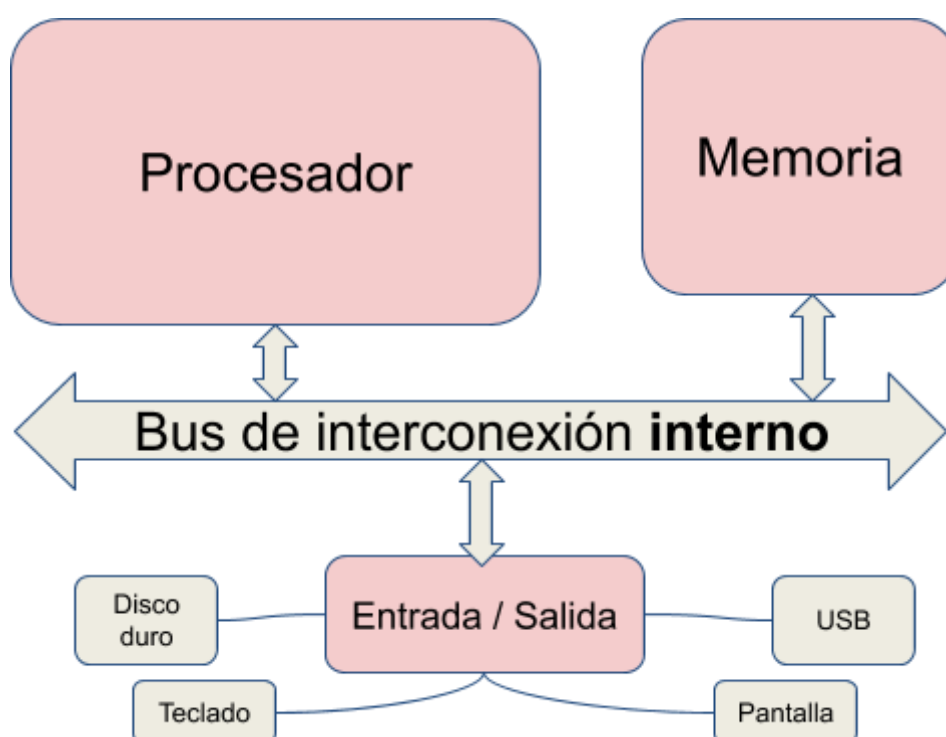 Procesador
Memoria
Bus de interconexión interno
Entrada / Salida
Disco
duro
USB
Teclado
Pantalla